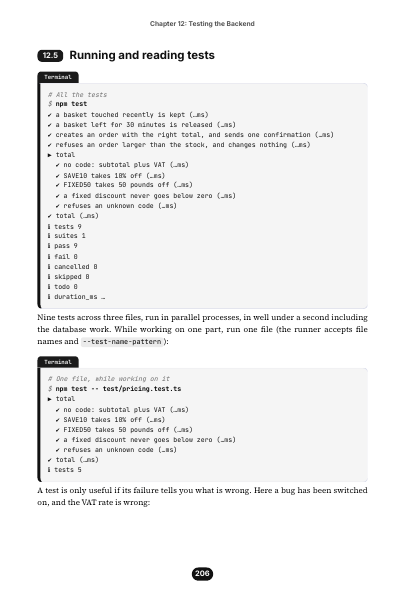 Chapter 12: Testing the Backend
12.5 Running and reading tests
Terminal
# All the tests
$ npm test
✔ a basket touched recently is kept (…ms)
✔ a basket left for 30 minutes is released (…ms)
✔ creates an order with the right total, and sends one confirmation (…ms)
✔ refuses an order larger than the stock, and changes nothing (…ms)
▶ total
✔ no code: subtotal plus VAT (…ms)
✔ SAVE10 takes 10% off (…ms)
✔ FIXED50 takes 50 pounds off (…ms)
✔ a fixed discount never goes below zero (…ms)
✔ refuses an unknown code (…ms)
✔ total (…ms)
ℹ tests 9
ℹ suites 1
ℹ pass 9
ℹ fail 0
ℹ cancelled 0
ℹ skipped 0
ℹ todo 0
ℹ duration_ms …
Nine tests across three files, run in parallel processes, in well under a second including
the database work. While working on one part, run one file (the runner accepts file
names and --test-name-pattern ):
Terminal
# One file, while working on it
$ npm test -- test/pricing.test.ts
▶ total
✔ no code: subtotal plus VAT (…ms)
✔ SAVE10 takes 10% off (…ms)
✔ FIXED50 takes 50 pounds off (…ms)
✔ a fixed discount never goes below zero (…ms)
✔ refuses an unknown code (…ms)
✔ total (…ms)
ℹ tests 5
A test is only useful if its failure tells you what is wrong. Here a bug has been switched
on, and the VAT rate is wrong:
206